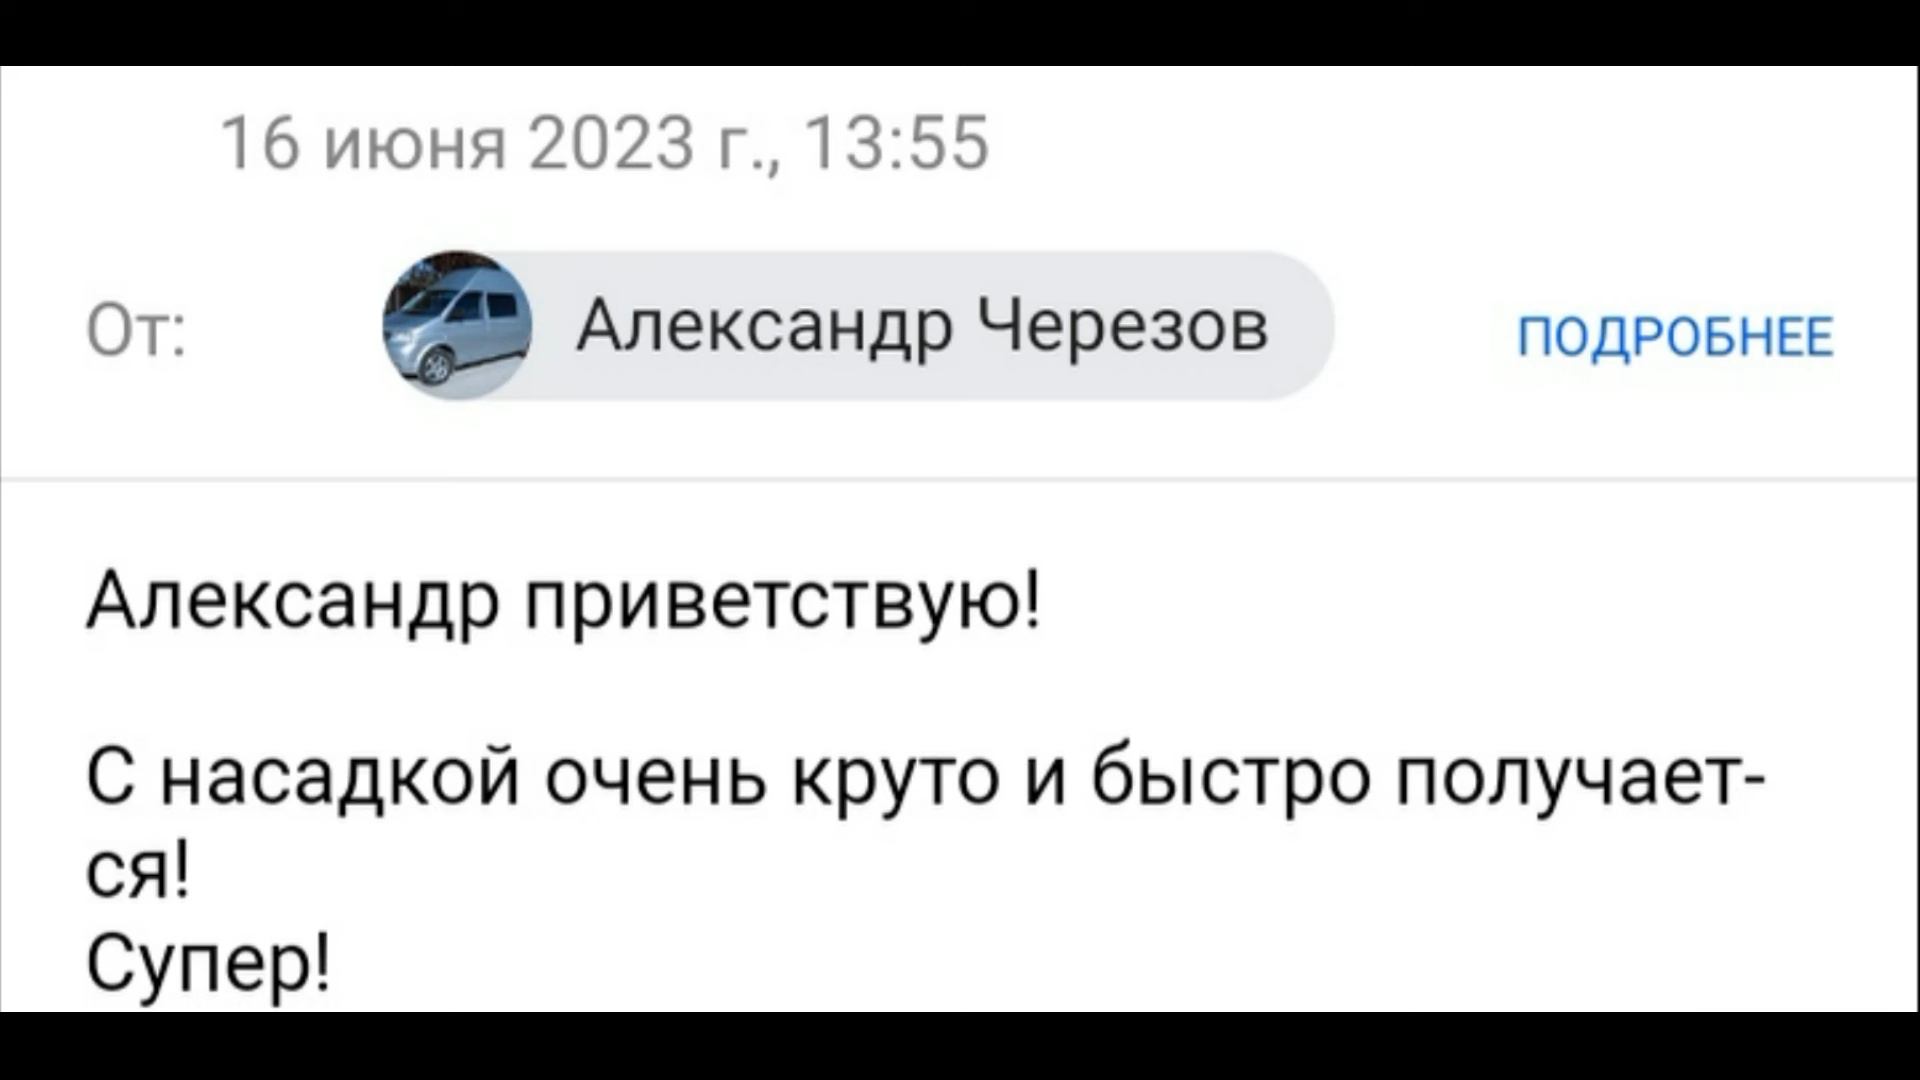 16 июня 2023 г., 13:55
От: Александр Черезов ПОДРОБНЕЕ
Александр приветствую!
С насадкой очень круто и быстро получает-
ся!
Супер!